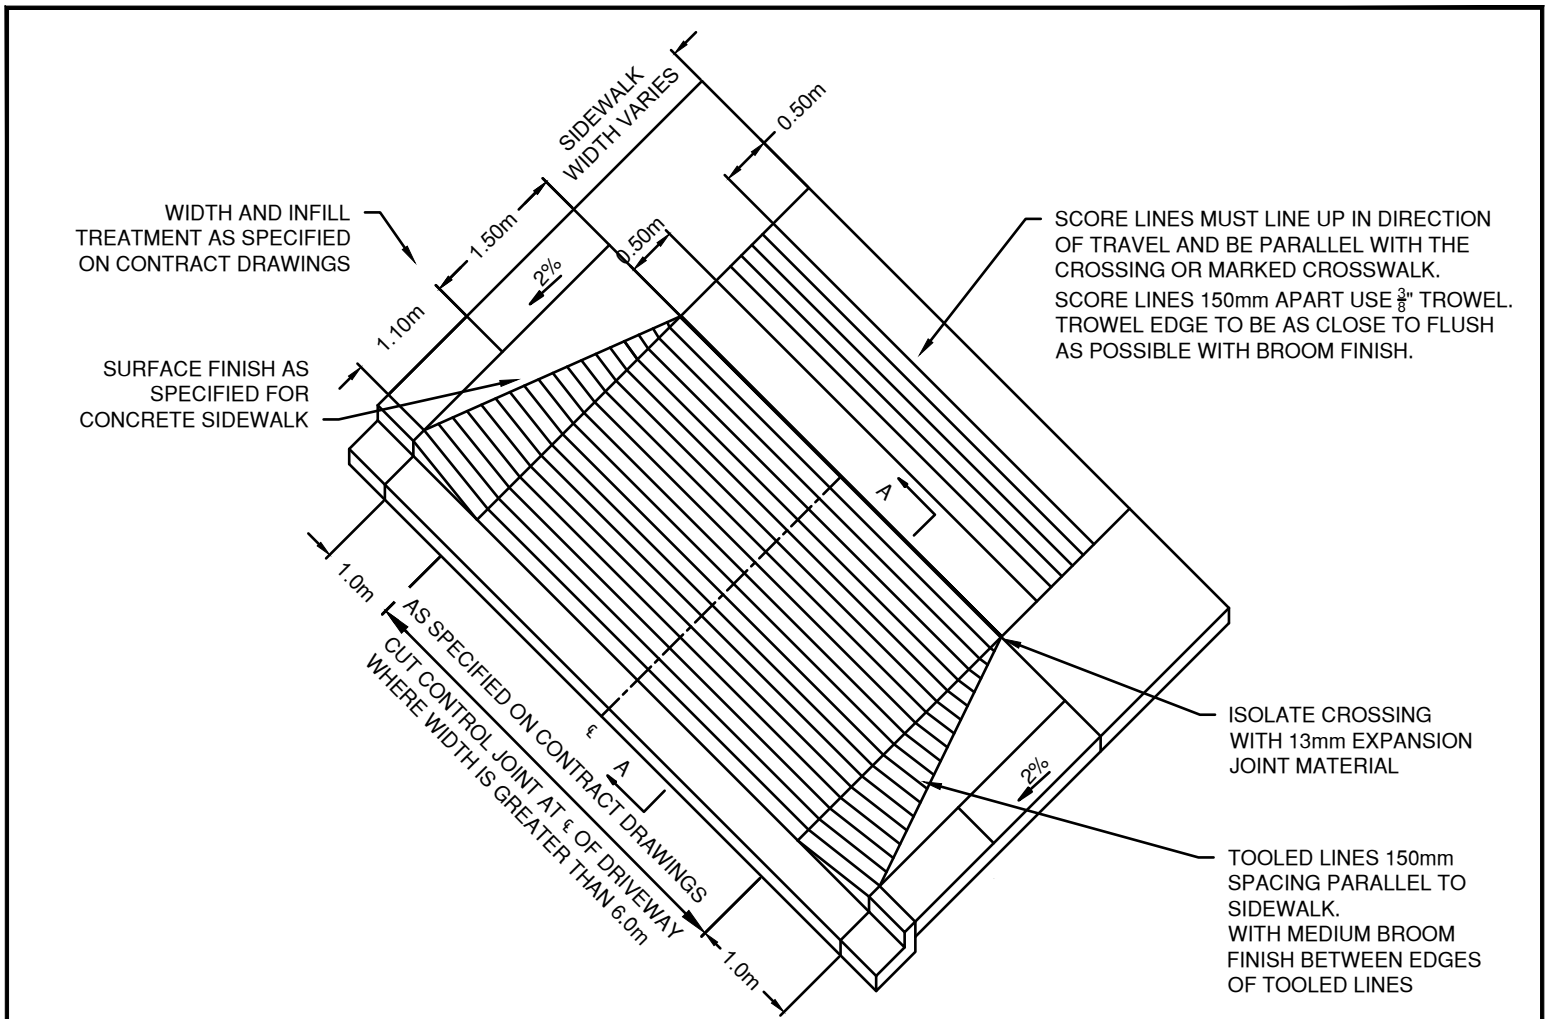 SIDEWALK
WIDTH VARIES
0.50m
1.50m
0.50m
2%
1.10m
WIDTH AND INFILL
TREATMENT AS SPECIFIED
ON CONTRACT DRAWINGS
SURFACE FINISH AS
SPECIFIED FOR
CONCRETE SIDEWALK
SCORE LINES MUST LINE UP IN DIRECTION
OF TRAVEL AND BE PARALLEL WITH THE
CROSSING OR MARKED CROSSWALK.
SCORE LINES 150mm APART USE 3/8" TROWEL.
TROWEL EDGE TO BE AS CLOSE TO FLUSH
AS POSSIBLE WITH BROOM FINISH.
A
1.0m
AS SPECIFIED ON CONTRACT DRAWINGS
CUT CONTROL JOINT AT ℄ OF DRIVEWAY
WHERE WIDTH IS GREATER THAN 6.0m
℄
A
1.0m
2%
ISOLATE CROSSING
WITH 13mm EXPANSION
JOINT MATERIAL
TOOLED LINES 150mm
SPACING PARALLEL TO
SIDEWALK.
WITH MEDIUM BROOM
FINISH BETWEEN EDGES
OF TOOLED LINES